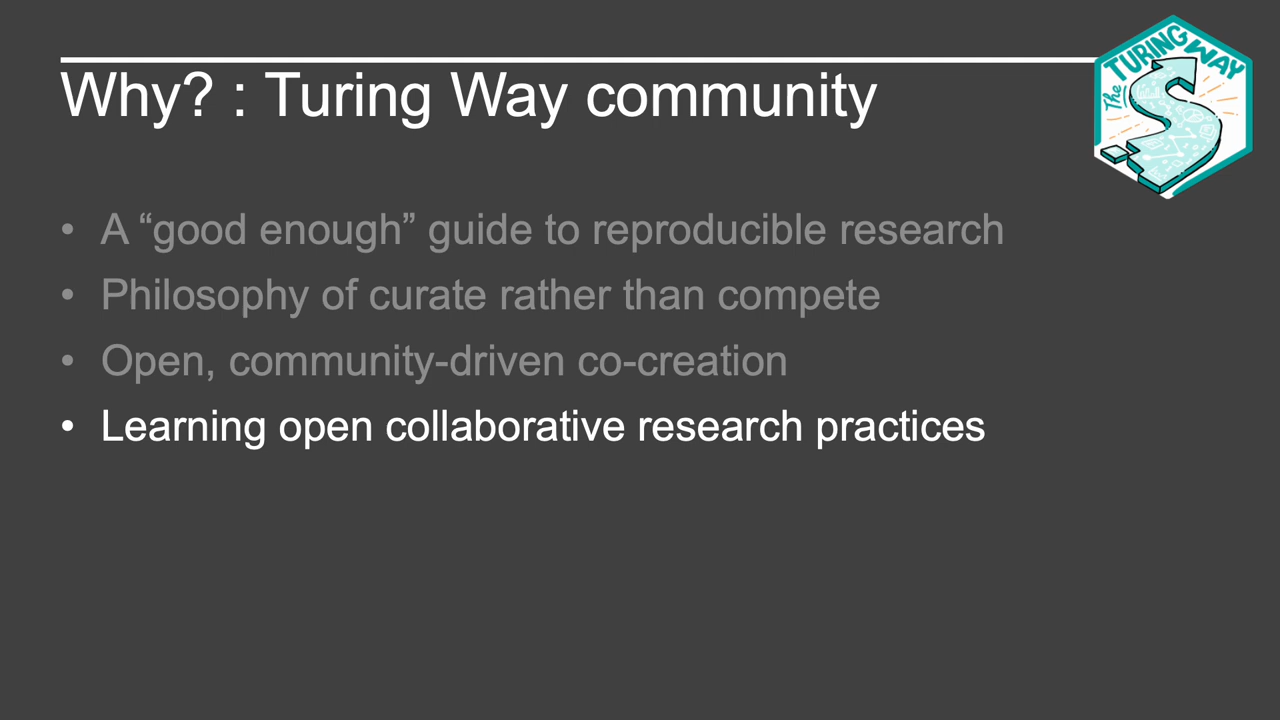 Why? : Turing Way community
The
TURING WAY
• A “good enough” guide to reproducible research
• Philosophy of curate rather than compete
• Open, community-driven co-creation
• Learning open collaborative research practices